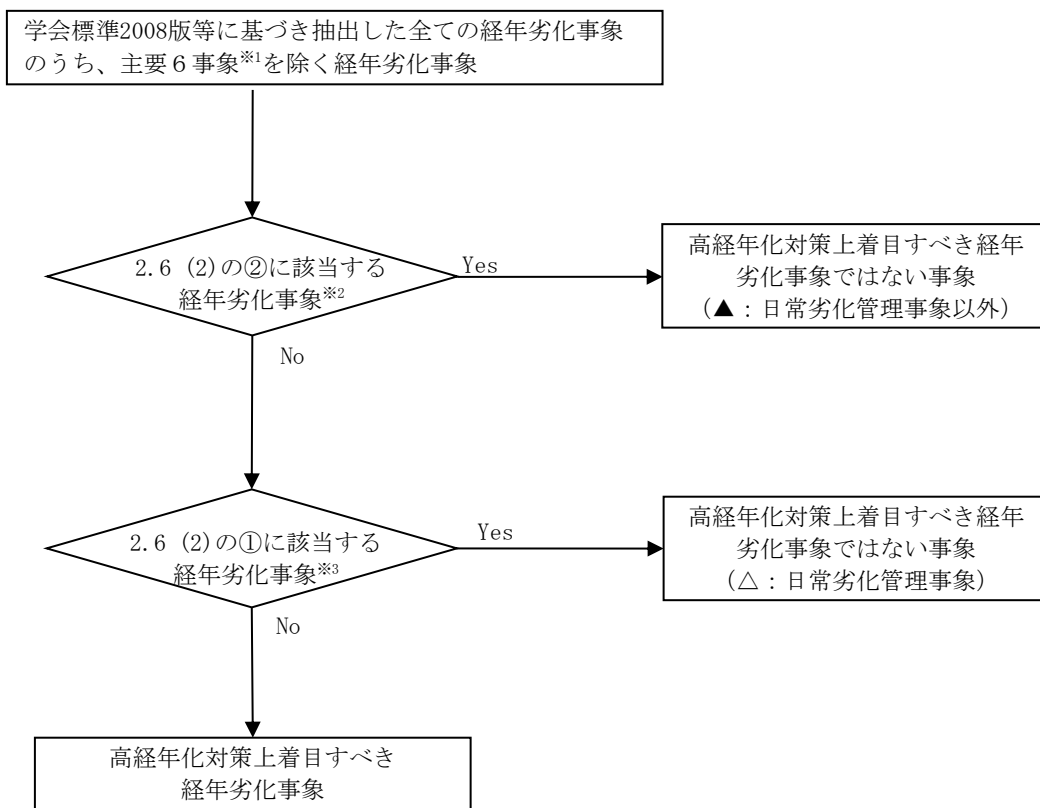 学会標準2008版等に基づき抽出した全ての経年劣化事象
のうち、主要６事象※1を除く経年劣化事象
2.6 (2)の②に該当する
経年劣化事象※2
Yes
高経年化対策上着目すべき経年
劣化事象ではない事象
（▲：日常劣化管理事象以外）
No
2.6 (2)の①に該当する
経年劣化事象※3
Yes
高経年化対策上着目すべき経年
劣化事象ではない事象
（△：日常劣化管理事象）
No
高経年化対策上着目すべき
経年劣化事象